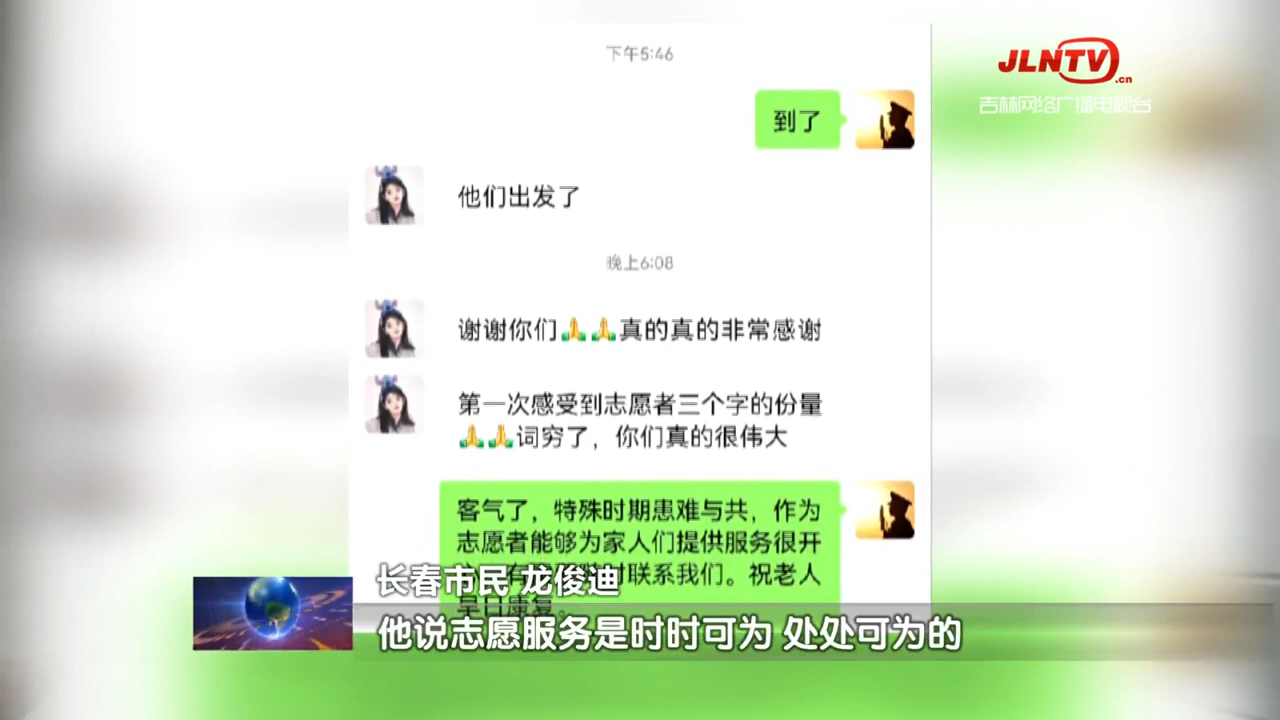 下午5:46
JLNTV.cn
吉林网络广播电视台
到了
他们出发了
晚上6:08
谢谢你们🙏🙏真的真的非常感谢
第一次感受到志愿者三个字的份量
🙏🙏词穷了，你们真的很伟大
客气了，特殊时期患难与共，作为
志愿者能够为家人们提供服务很开
有 时联系我们。祝老人
早日康复。
长春市民 龙俊迪
他说志愿服务是时时可为 处处可为的